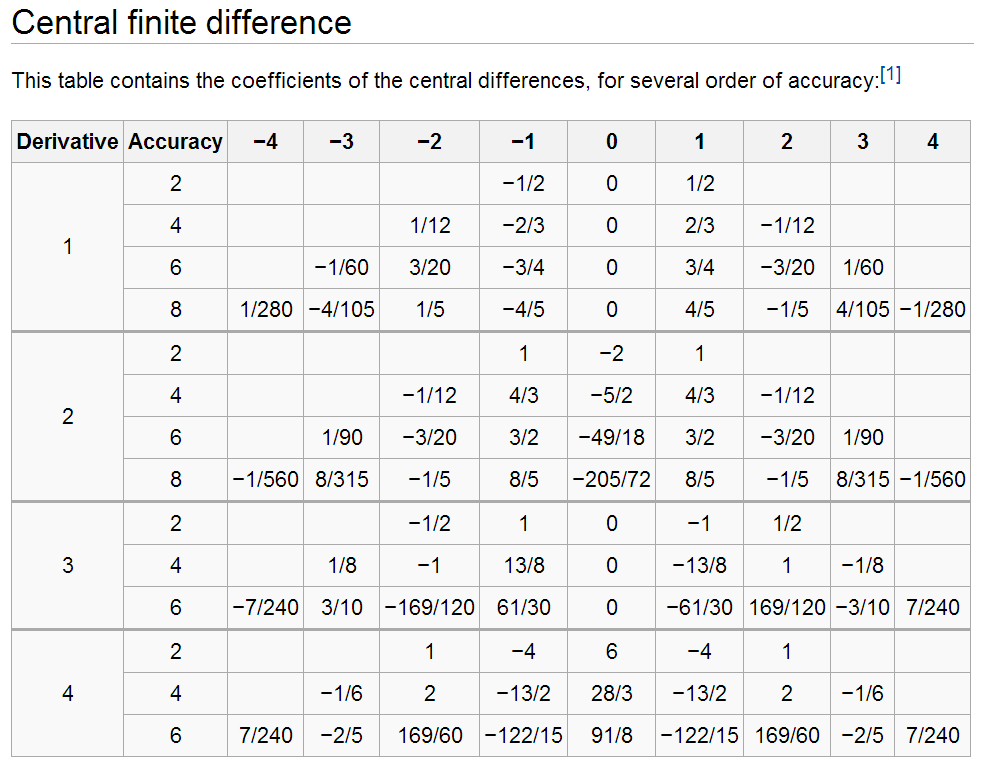 Central finite difference
This table contains the coefficients of the central differences, for several order of accuracy:[1]
Derivative Accuracy −4 −3 −2 −1 0 1 2 3 4
1
2 −1/2 0 1/2
4 1/12 −2/3 0 2/3 −1/12
6 −1/60 3/20 −3/4 0 3/4 −3/20 1/60
8 1/280 −4/105 1/5 −4/5 0 4/5 −1/5 4/105 −1/280
2
2 1 −2 1
4 −1/12 4/3 −5/2 4/3 −1/12
6 1/90 −3/20 3/2 −49/18 3/2 −3/20 1/90
8 −1/560 8/315 −1/5 8/5 −205/72 8/5 −1/5 8/315 −1/560
3
2 −1/2 1 0 −1 1/2
4 1/8 −1 13/8 0 −13/8 1 −1/8
6 −7/240 3/10 −169/120 61/30 0 −61/30 169/120 −3/10 7/240
4
2 1 −4 6 −4 1
4 −1/6 2 −13/2 28/3 −13/2 2 −1/6
6 7/240 −2/5 169/60 −122/15 91/8 −122/15 169/60 −2/5 7/240